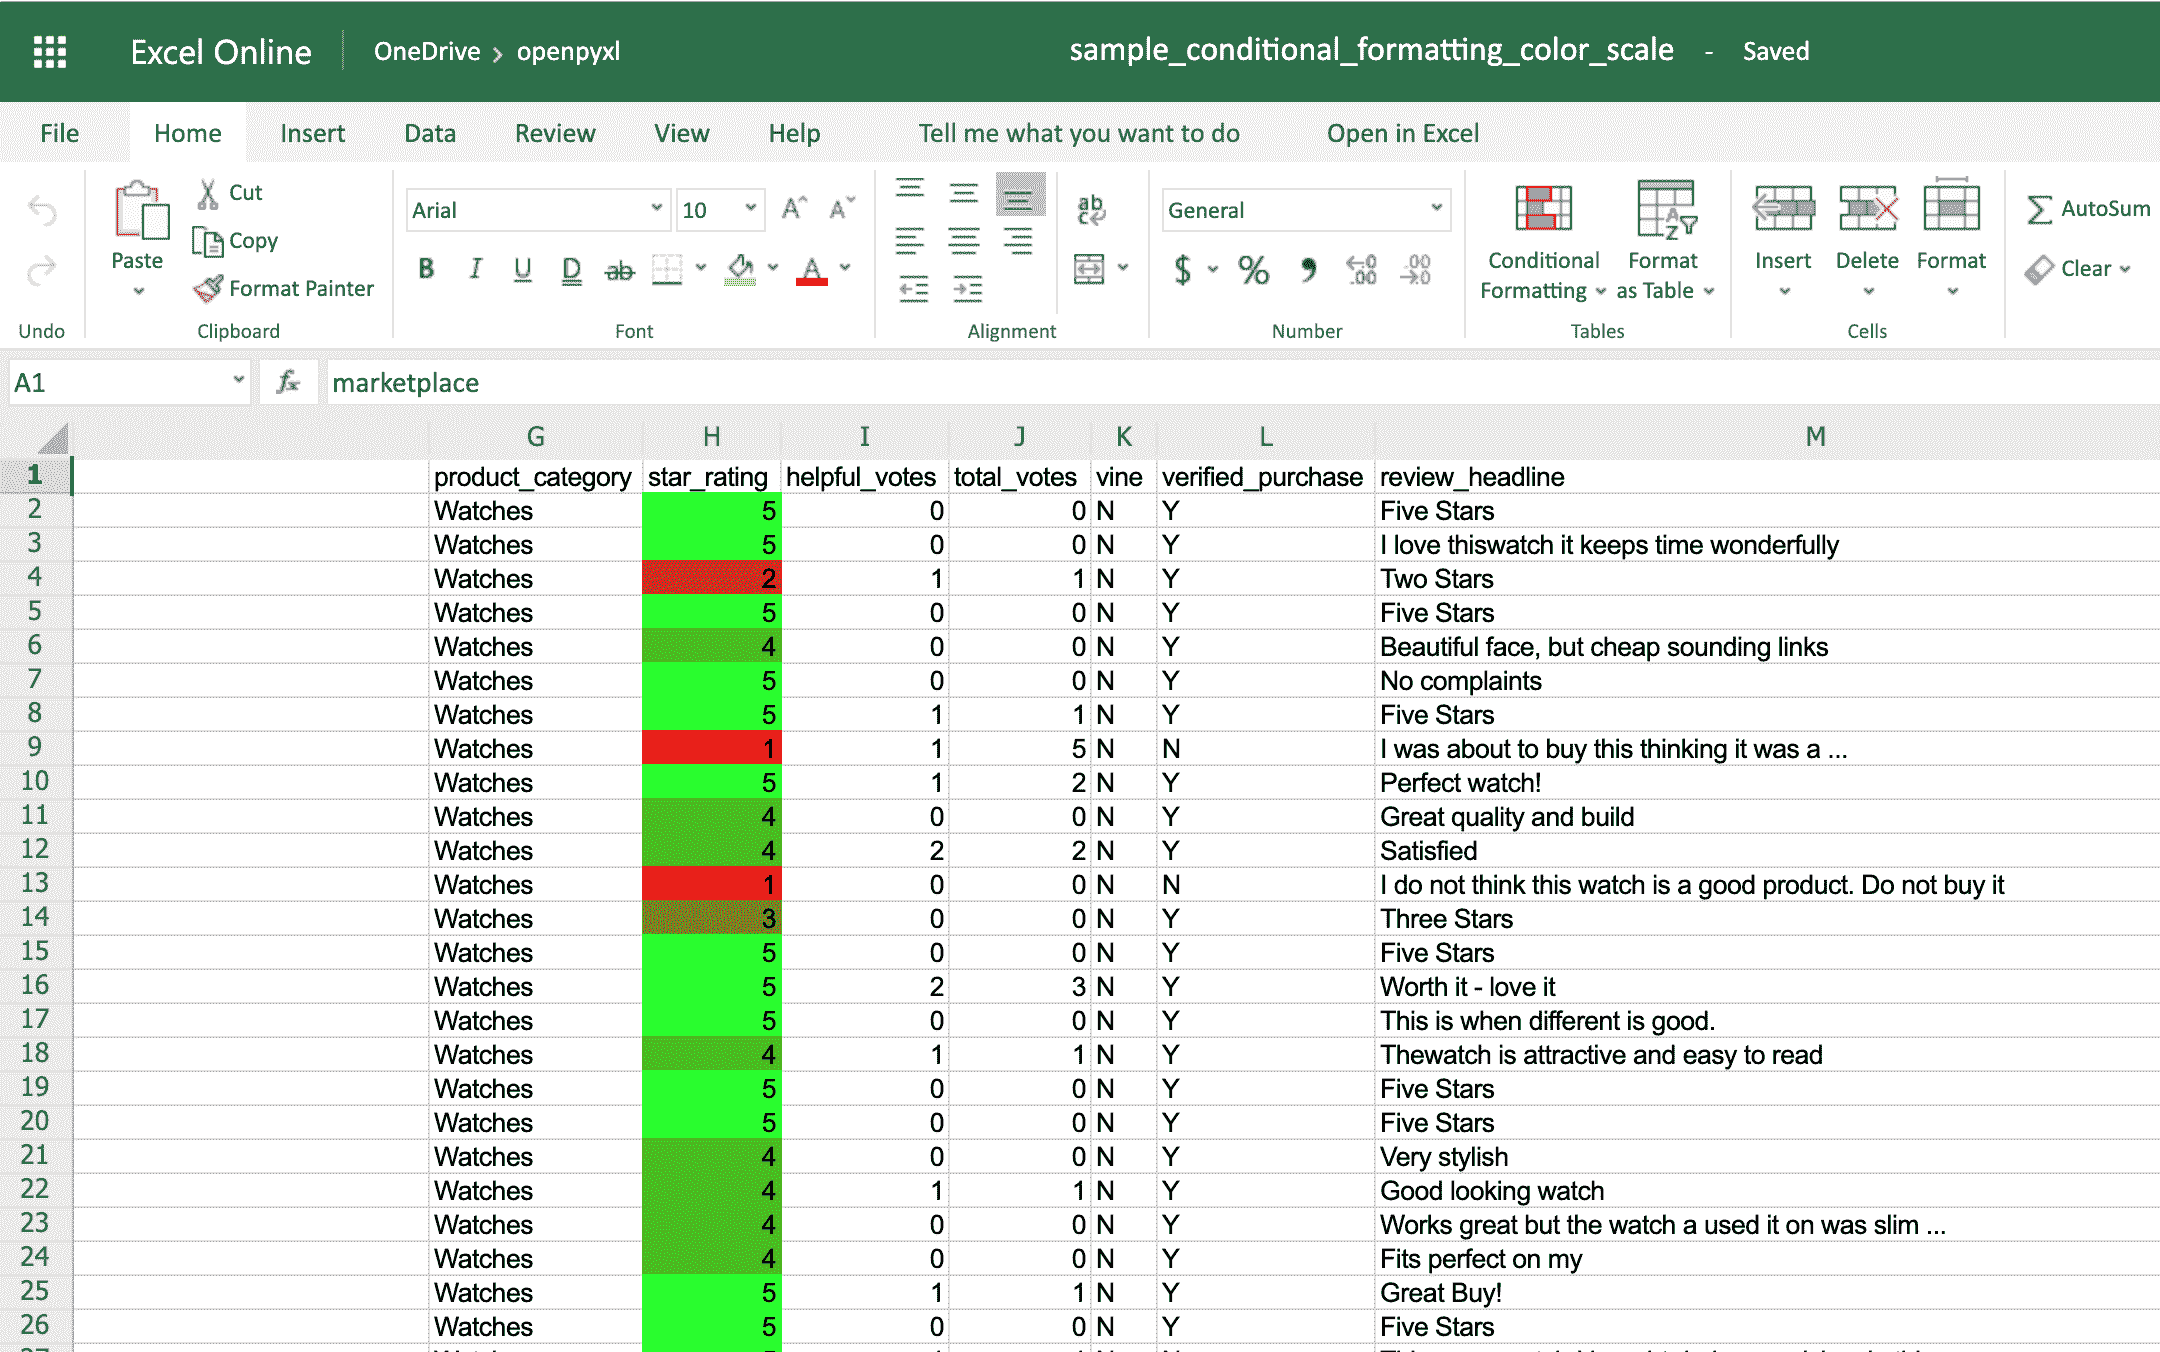 Excel Online OneDrive > openpyxl sample_conditional_formatting_color_scale - Saved
File Home Insert Data Review View Help Tell me what you want to do Open in Excel
Cut
Copy
Format Painter
Paste
Arial 10
B I U D ab
A
ab
General
$ % 9
Conditional Formatting
Format as Table
Insert Delete Format
AutoSum
Clear
Undo Clipboard Font Alignment Number Tables Cells
A1 fx marketplace
G H I J K L M
1 product_category star_rating helpful_votes total_votes vine verified_purchase review_headline
2 Watches 5 0 0 N Y Five Stars
3 Watches 5 0 0 N Y I love thiswatch it keeps time wonderfully
4 Watches 2 1 1 N Y Two Stars
5 Watches 5 0 0 N Y Five Stars
6 Watches 4 0 0 N Y Beautiful face, but cheap sounding links
7 Watches 5 0 0 N Y No complaints
8 Watches 5 1 1 N Y Five Stars
9 Watches 1 1 5 N N I was about to buy this thinking it was a ...
10 Watches 5 1 2 N Y Perfect watch!
11 Watches 4 0 0 N Y Great quality and build
12 Watches 4 2 2 N Y Satisfied
13 Watches 1 0 0 N N I do not think this watch is a good product. Do not buy it
14 Watches 3 0 0 N Y Three Stars
15 Watches 5 0 0 N Y Five Stars
16 Watches 5 2 3 N Y Worth it - love it
17 Watches 5 0 0 N Y This is when different is good.
18 Watches 4 1 1 N Y Thewatch is attractive and easy to read
19 Watches 5 0 0 N Y Five Stars
20 Watches 5 0 0 N Y Five Stars
21 Watches 4 0 0 N Y Very stylish
22 Watches 4 1 1 N Y Good looking watch
23 Watches 4 0 0 N Y Works great but the watch a used it on was slim ...
24 Watches 4 0 0 N Y Fits perfect on my
25 Watches 5 1 1 N Y Great Buy!
26 Watches 5 0 0 N Y Five Stars